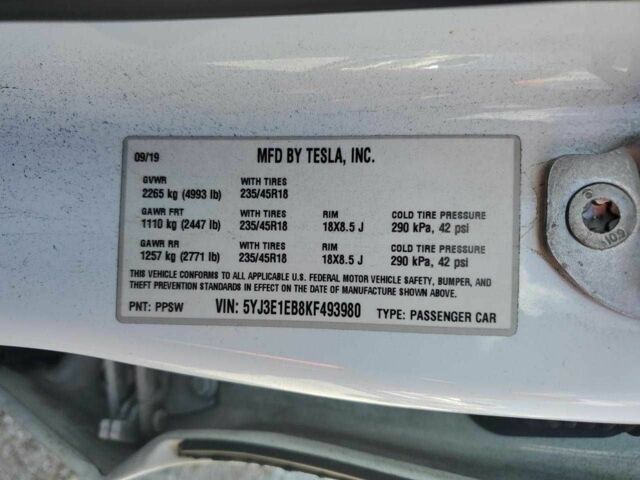 09/19 MFD BY TESLA, INC.
GVWR WITH TIRES
2265 kg (4993 lb) 235/45R18
GAWR FRT WITH TIRES RIM COLD TIRE PRESSURE
1110 kg (2447 lb) 235/45R18 18X8.5 J 290 kPa, 42 psi
GAWR RR WITH TIRES RIM COLD TIRE PRESSURE
1257 kg (2771 lb) 235/45R18 18X8.5 J 290 kPa, 42 psi
THIS VEHICLE CONFORMS TO ALL APPLICABLE U.S. FEDERAL MOTOR VEHICLE SAFETY, BUMPER, AND
THEFT PREVENTION STANDARDS IN EFFECT ON THE DATE OF MANUFACTURE SHOWN ABOVE.
PNT: PPSW VIN: 5YJ3E1EB8KF493980 TYPE: PASSENGER CAR